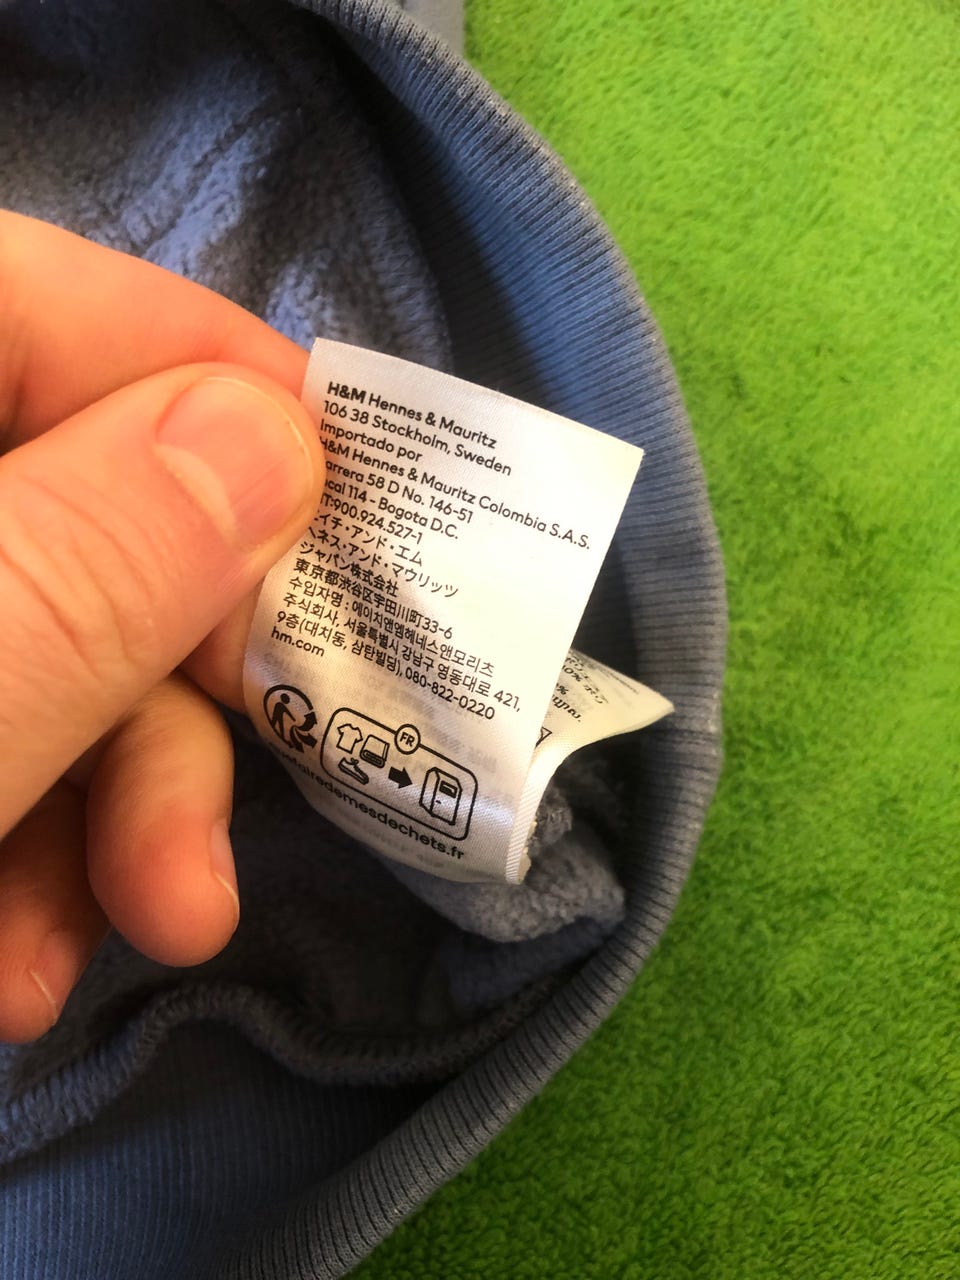 H&M Hennes & Mauritz
106 38 Stockholm, Sweden
Importado por
H&M Hennes & Mauritz Colombia S.A.S.
arrera 58 D No. 146-51
cal 114 - Bogota D.C.
IT:900.924.527-1
イチ・アンド・エム
ヘネス・アンド・マウリッツ
ジャパン株式会社
東京都渋谷区宇田川町33-6
수입자명 : 에이치앤엠헤네스앤모리츠
주식회사, 서울특별시 강남구 영동대로 421,
9층(대치동, 삼탄빌딩), 080-822-0220
hm.com
FR
efairedemesdechets.fr